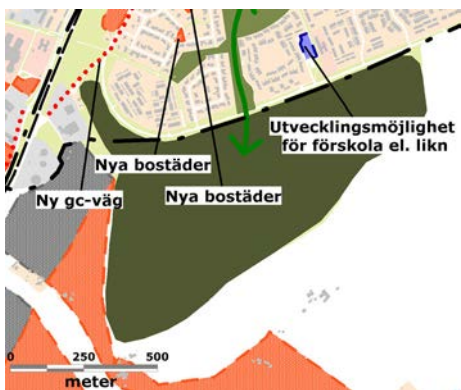 Utvecklingsmöjlighet
för förskola el. likn
Nya bostäder
Ny gc-väg
Nya bostäder
0 250 500
meter